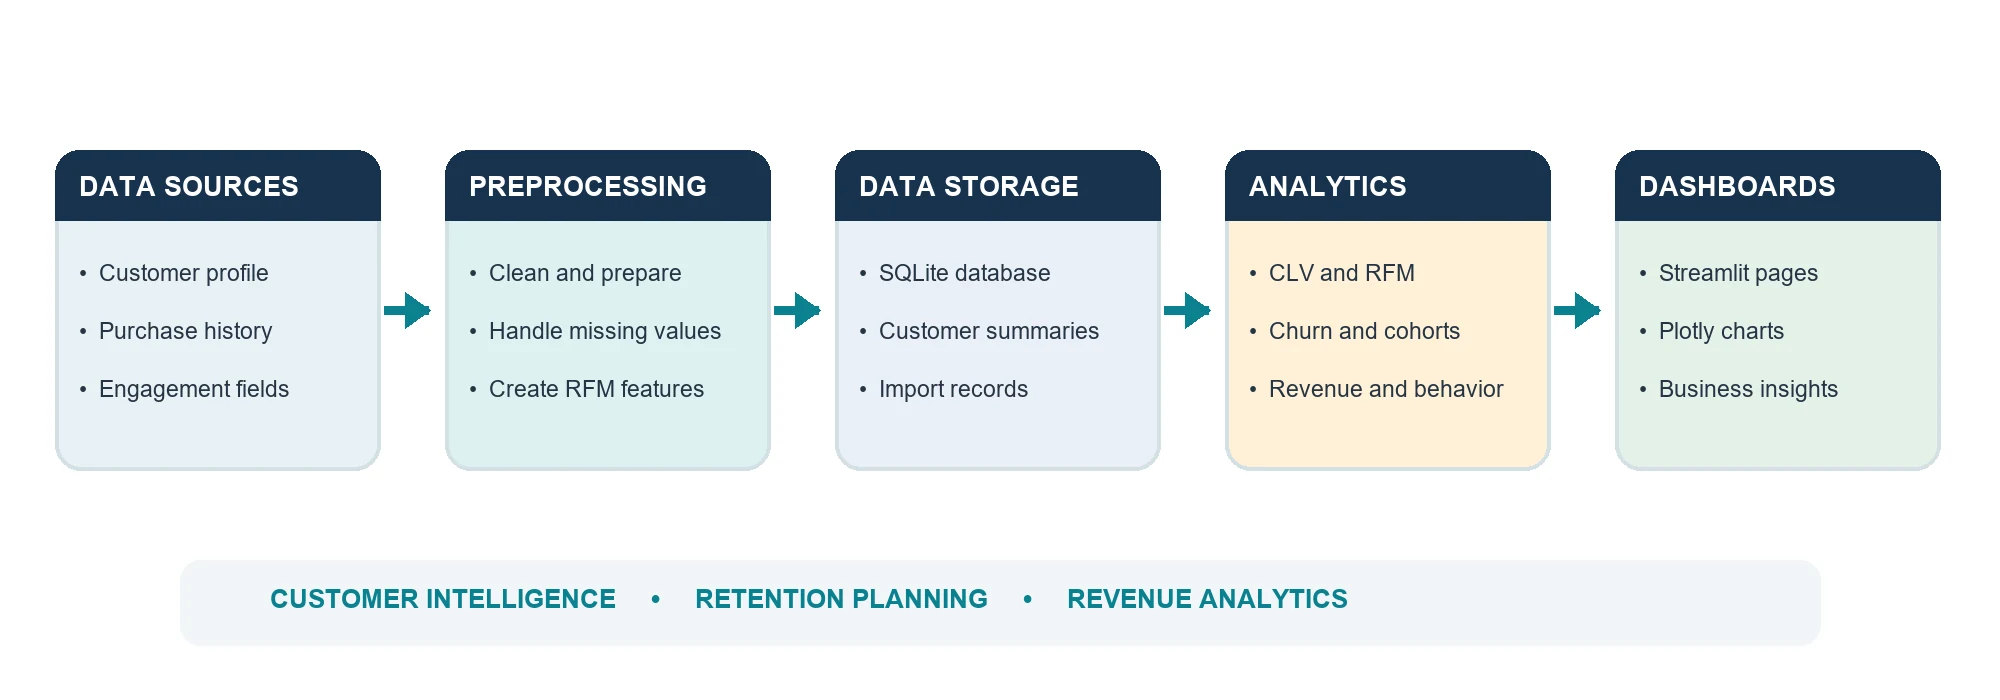 DATA SOURCES
• Customer profile
• Purchase history
• Engagement fields
PREPROCESSING
• Clean and prepare
• Handle missing values
• Create RFM features
DATA STORAGE
• SQLite database
• Customer summaries
• Import records
ANALYTICS
• CLV and RFM
• Churn and cohorts
• Revenue and behavior
DASHBOARDS
• Streamlit pages
• Plotly charts
• Business insights
CUSTOMER INTELLIGENCE • RETENTION PLANNING • REVENUE ANALYTICS